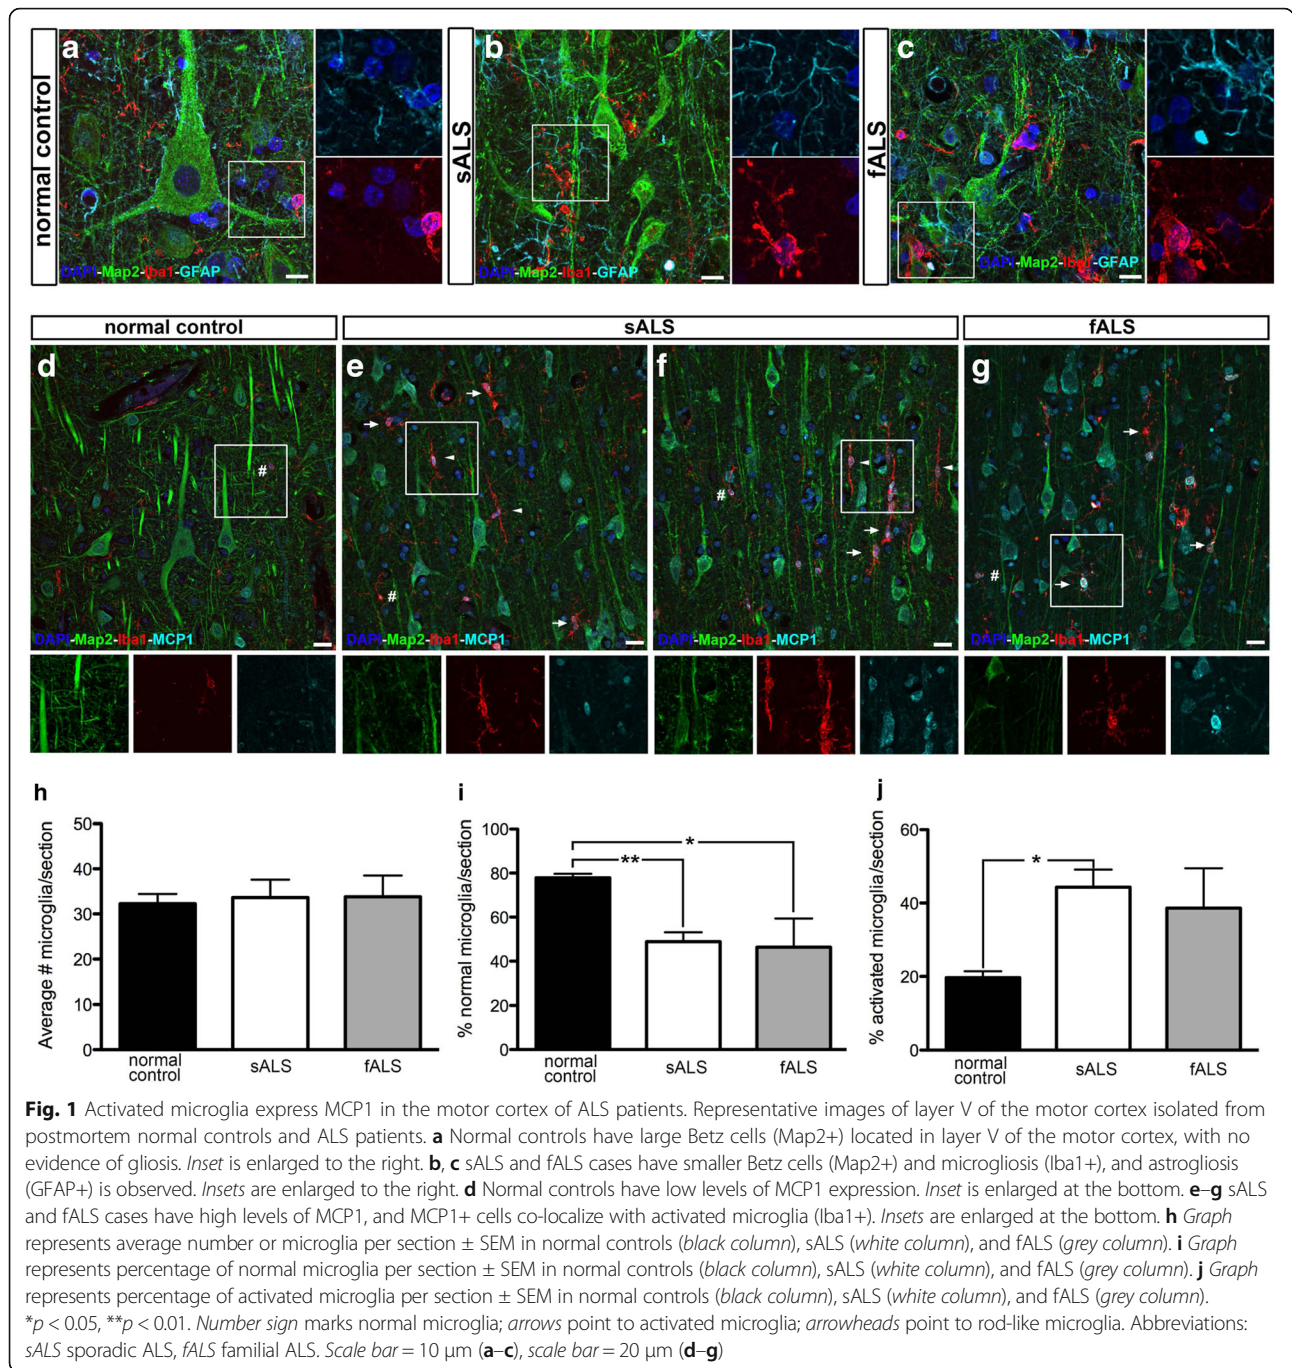 normal control
a
DAPI-Map2-Iba1-GFAP
sALS
b
DAPI-Map2-Iba1-GFAP
fALS
c
DAPI-Map2-Iba1-GFAP
normal control
sALS
fALS
d
#
DAPI-Map2-Iba1-MCP1
e
#
DAPI-Map2-Iba1-MCP1
f
#
DAPI-Map2-Iba1-MCP1
g
#
DAPI-Map2-Iba1-MCP1
h
Average # microglia/section
50
40
30
20
10
0
normal
control
sALS
fALS
i
% normal microglia/section
100
80
60
40
20
0
*
**
normal
control
sALS
fALS
j
% activated microglia/section
60
40
20
0
*
normal
control
sALS
fALS
Fig. 1 Activated microglia express MCP1 in the motor cortex of ALS patients. Representative images of layer V of the motor cortex isolated from
postmortem normal controls and ALS patients. a Normal controls have large Betz cells (Map2+) located in layer V of the motor cortex, with no
evidence of gliosis. Inset is enlarged to the right. b, c sALS and fALS cases have smaller Betz cells (Map2+) and microgliosis (Iba1+), and astrogliosis
(GFAP+) is observed. Insets are enlarged to the right. d Normal controls have low levels of MCP1 expression. Inset is enlarged at the bottom. e–g sALS
and fALS cases have high levels of MCP1, and MCP1+ cells co-localize with activated microglia (Iba1+). Insets are enlarged at the bottom. h Graph
represents average number or microglia per section ± SEM in normal controls (black column), sALS (white column), and fALS (grey column). i Graph
represents percentage of normal microglia per section ± SEM in normal controls (black column), sALS (white column), and fALS (grey column). j Graph
represents percentage of activated microglia per section ± SEM in normal controls (black column), sALS (white column), and fALS (grey column).
*p < 0.05, **p < 0.01. Number sign marks normal microglia; arrows point to activated microglia; arrowheads point to rod-like microglia. Abbreviations:
sALS sporadic ALS, fALS familial ALS. Scale bar = 10 μm (a–c), scale bar = 20 μm (d–g)